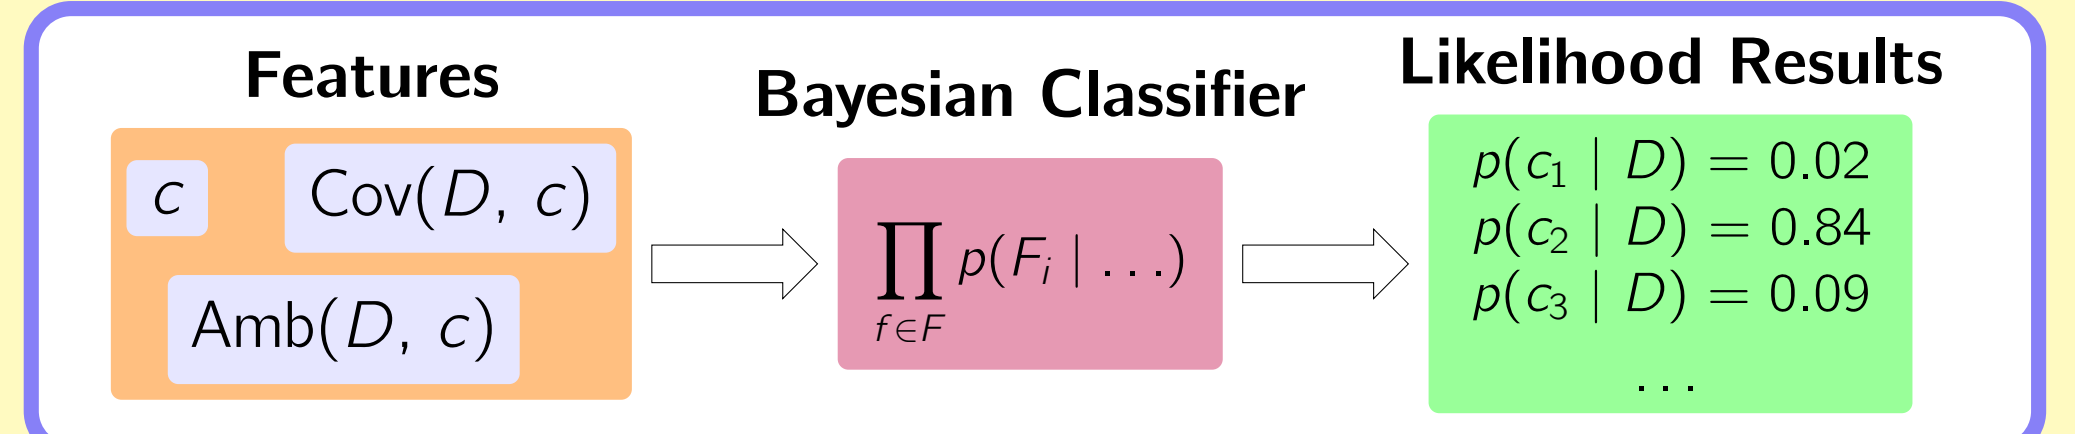 Features
c
Cov(D, c)
Amb(D, c)
Bayesian Classifier
∏ p(F_i | ...)
f∈F
Likelihood Results
p(c_1 | D) = 0.02
p(c_2 | D) = 0.84
p(c_3 | D) = 0.09
...